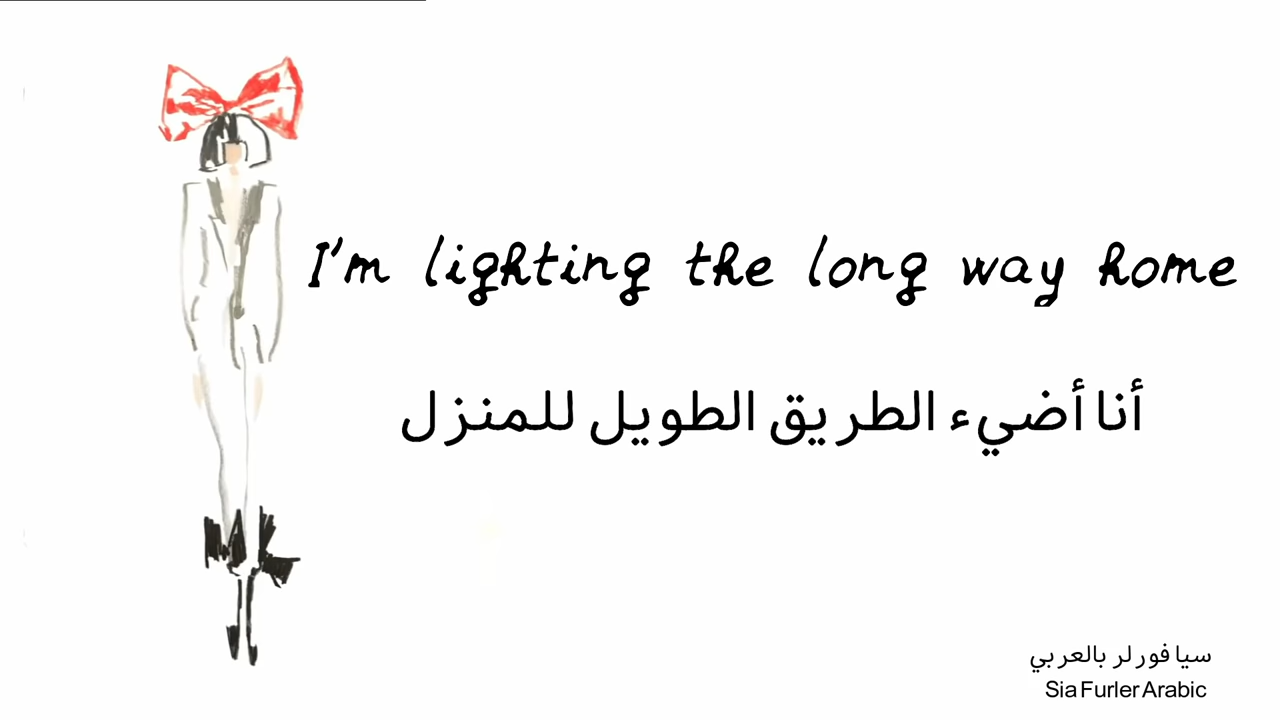 I'm lighting the long way home
أنا أضيء الطريق الطويل للمنزل
سيا فورلر بالعربي
Sia Furler Arabic